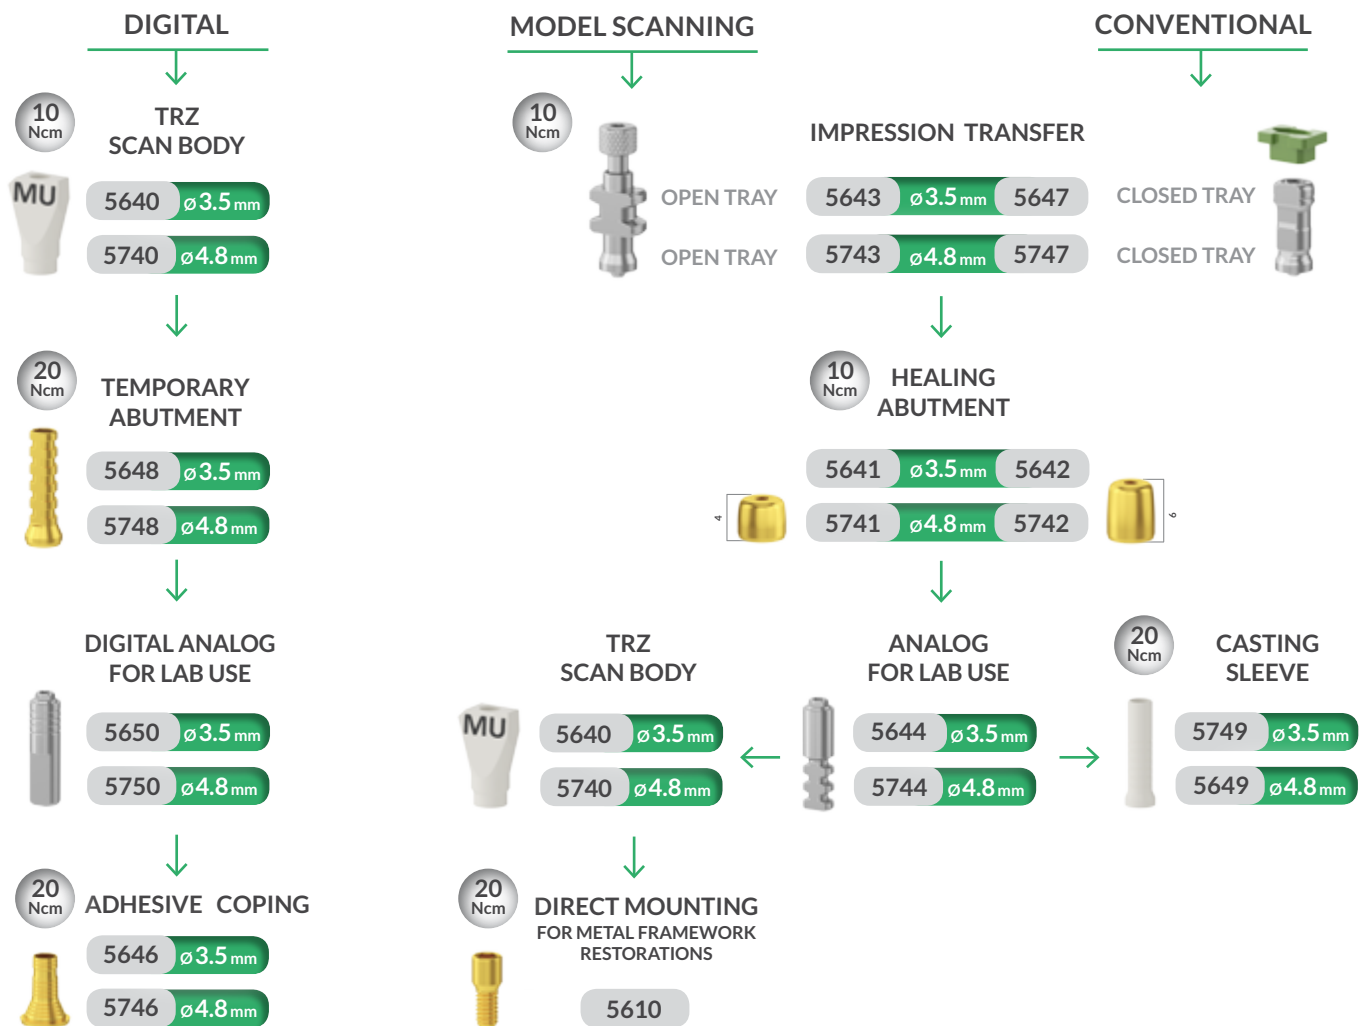 DIGITAL
MODEL SCANNING
CONVENTIONAL
10
Ncm
TRZ
SCAN BODY
MU
5640 ø3.5 mm
5740 ø4.8 mm
10
Ncm
IMPRESSION TRANSFER
OPEN TRAY 5643 ø3.5 mm 5647 CLOSED TRAY
OPEN TRAY 5743 ø4.8 mm 5747 CLOSED TRAY
20
Ncm
TEMPORARY
ABUTMENT
5648 ø3.5 mm
5748 ø4.8 mm
10
Ncm
HEALING
ABUTMENT
5641 ø3.5 mm 5642
4 5741 ø4.8 mm 5742 6
DIGITAL ANALOG
FOR LAB USE
5650 ø3.5 mm
5750 ø4.8 mm
TRZ
SCAN BODY
MU
5640 ø3.5 mm
5740 ø4.8 mm
ANALOG
FOR LAB USE
5644 ø3.5 mm
5744 ø4.8 mm
20
Ncm
CASTING
SLEEVE
5749 ø3.5 mm
5649 ø4.8 mm
20
Ncm
ADHESIVE COPING
5646 ø3.5 mm
5746 ø4.8 mm
20
Ncm
DIRECT MOUNTING
FOR METAL FRAMEWORK
RESTORATIONS
5610